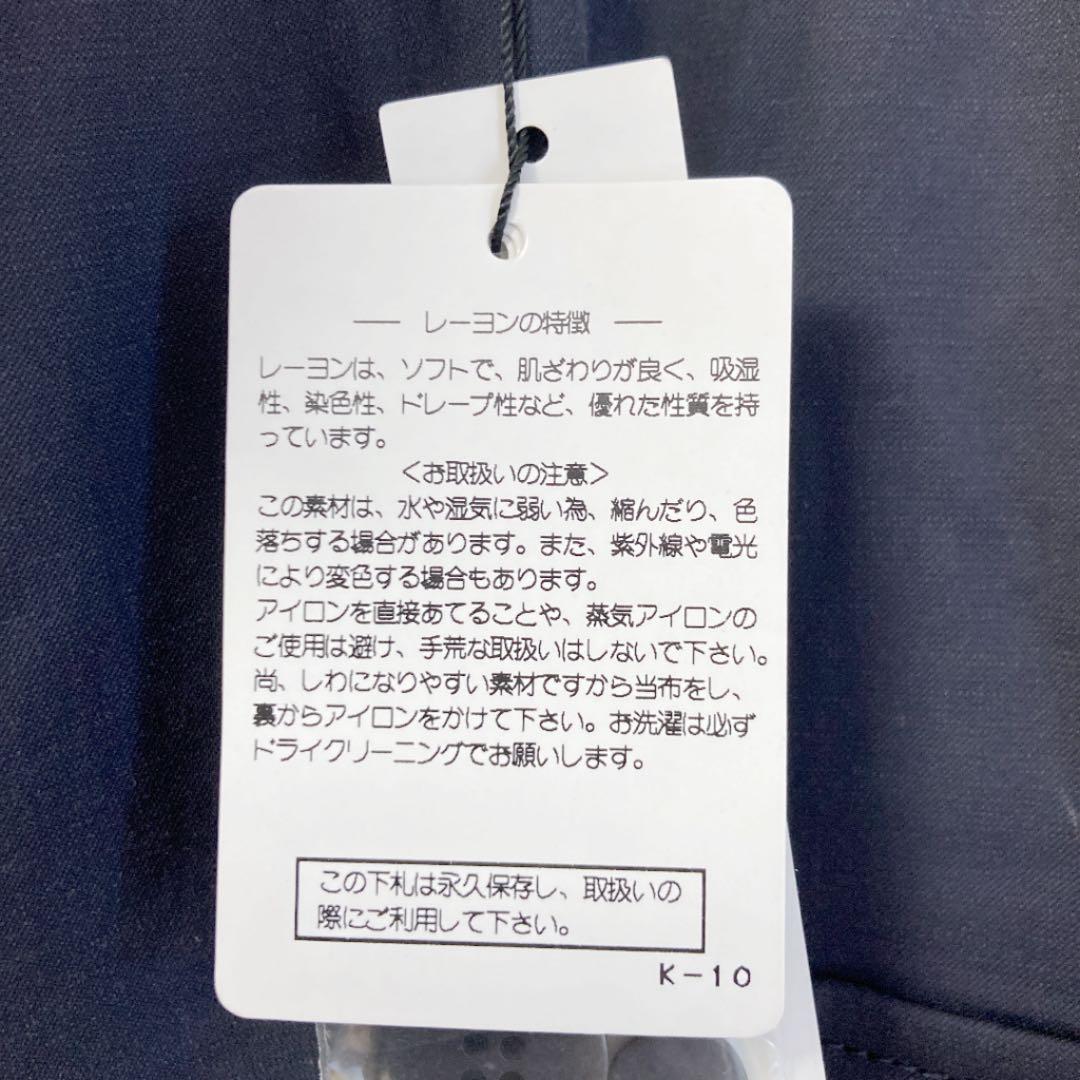 ― レーヨンの特徴 ―
レーヨンは、ソフトで、肌ざわりが良く、吸湿
性、染色性、ドレープ性など、優れた性質を持
っています。
<お取扱いの注意>
この素材は、水や湿気に弱い為、縮んだり、色
落ちする場合があります。また、紫外線や電光
により変色する場合もあります。
アイロンを直接あてることや、蒸気アイロンの
ご使用は避け、手荒な取扱いはしないで下さい。
尚、しわになりやすい素材ですから当布をし、
裏からアイロンをかけて下さい。お洗濯は必ず
ドライクリーニングでお願いします。
この下札は永久保存し、取扱いの
際にご利用して下さい。
K－10